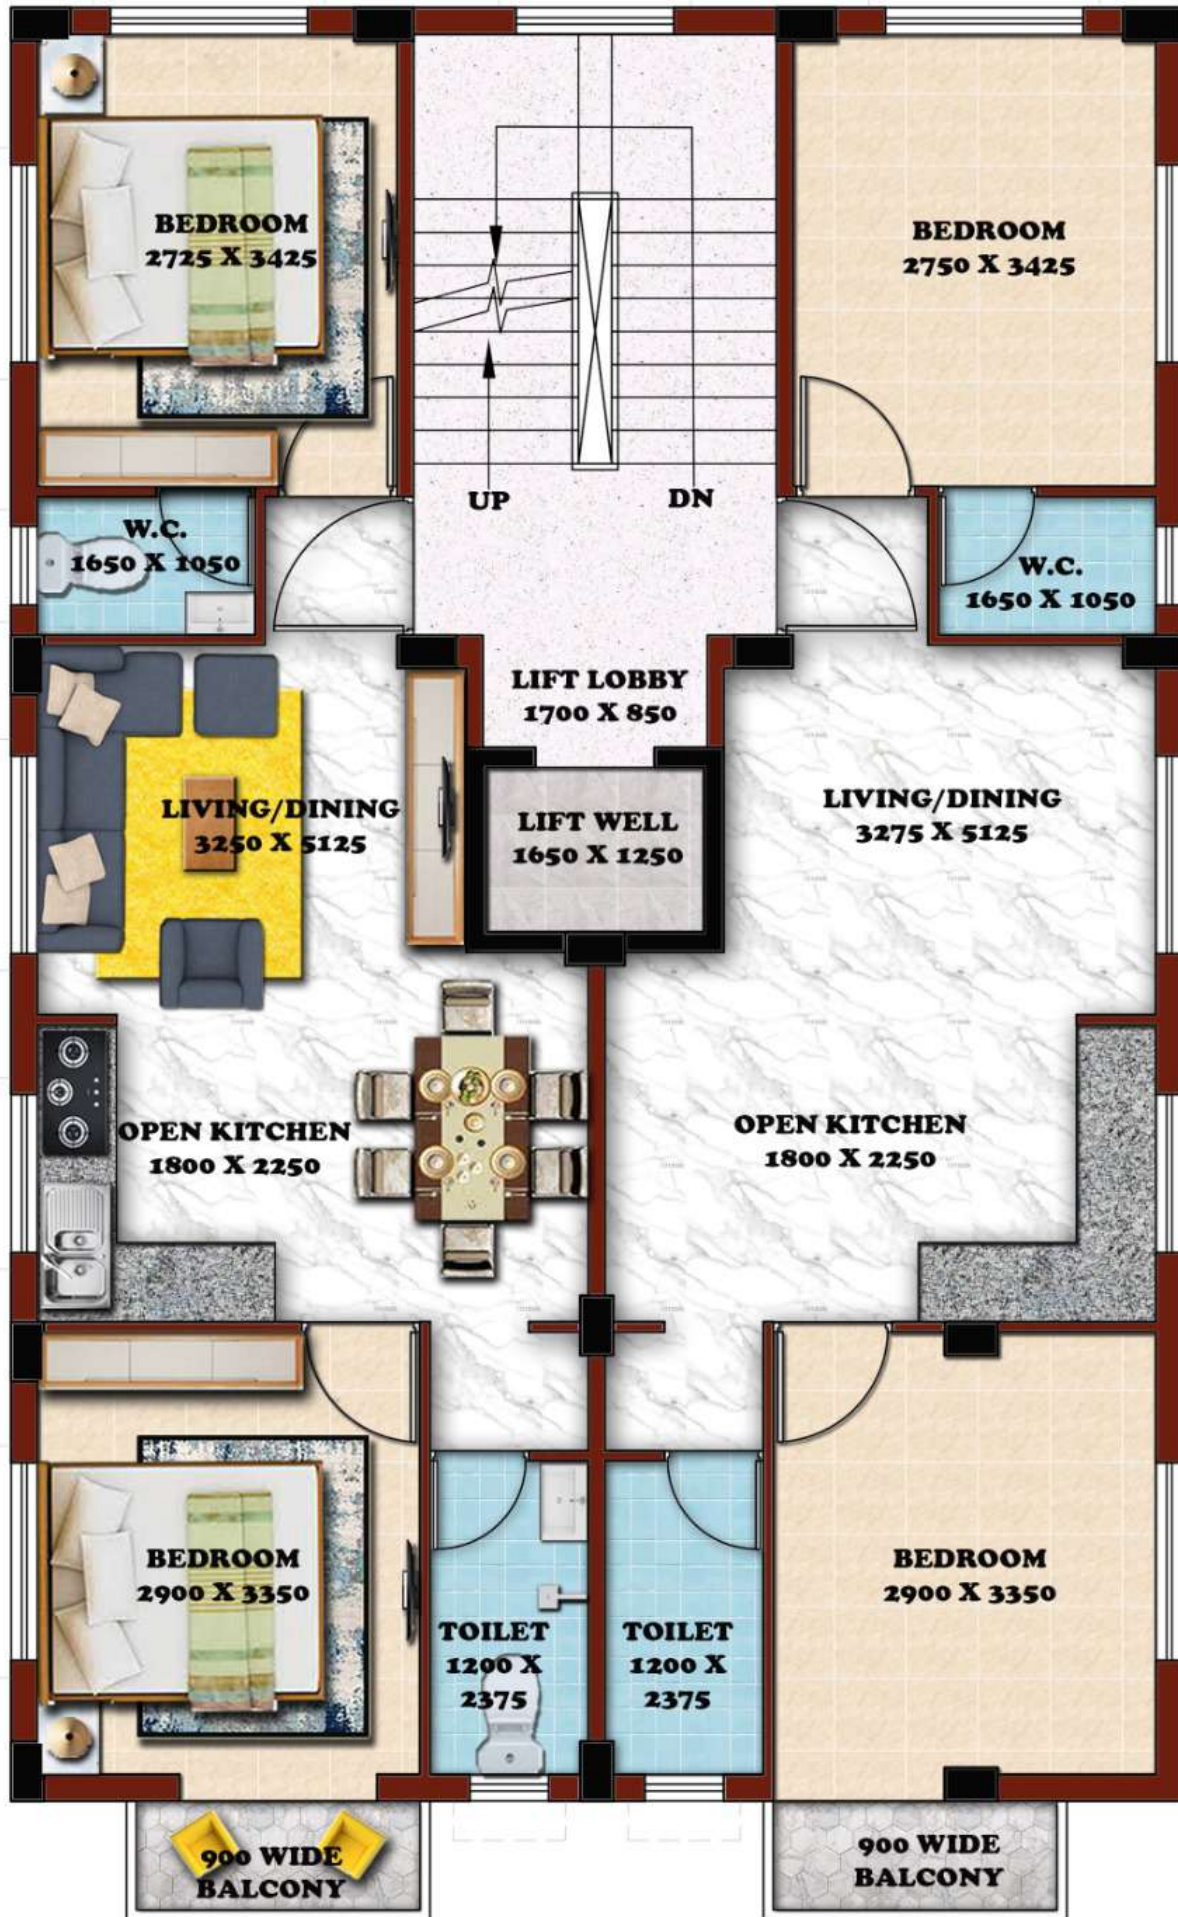 BEDROOM
2725 X 3425
BEDROOM
2750 X 3425
UP
DN
W.C.
1650 X 1050
W.C.
1650 X 1050
LIFT LOBBY
1700 X 850
LIVING/DINING
3250 X 5125
LIFT WELL
1650 X 1250
LIVING/DINING
3275 X 5125
OPEN KITCHEN
1800 X 2250
OPEN KITCHEN
1800 X 2250
BEDROOM
2900 X 3350
TOILET
1200 X
2375
TOILET
1200 X
2375
BEDROOM
2900 X 3350
900 WIDE
BALCONY
900 WIDE
BALCONY